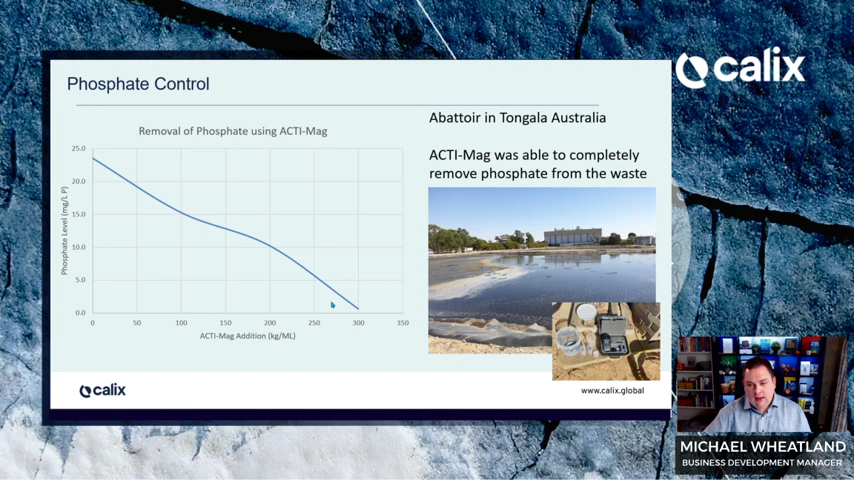 calix
Phosphate Control
Removal of Phosphate using ACTI-Mag
25.0
20.0
15.0
10.0
5.0
0.0
Phosphate Level (mg/L P)
0 50 100 150 200 250 300 350
ACTI-Mag Addition (kg/ML)
Abattoir in Tongala Australia
ACTI-Mag was able to completely
remove phosphate from the waste
calix
www.calix.global
MICHAEL WHEATLAND
BUSINESS DEVELOPMENT MANAGER